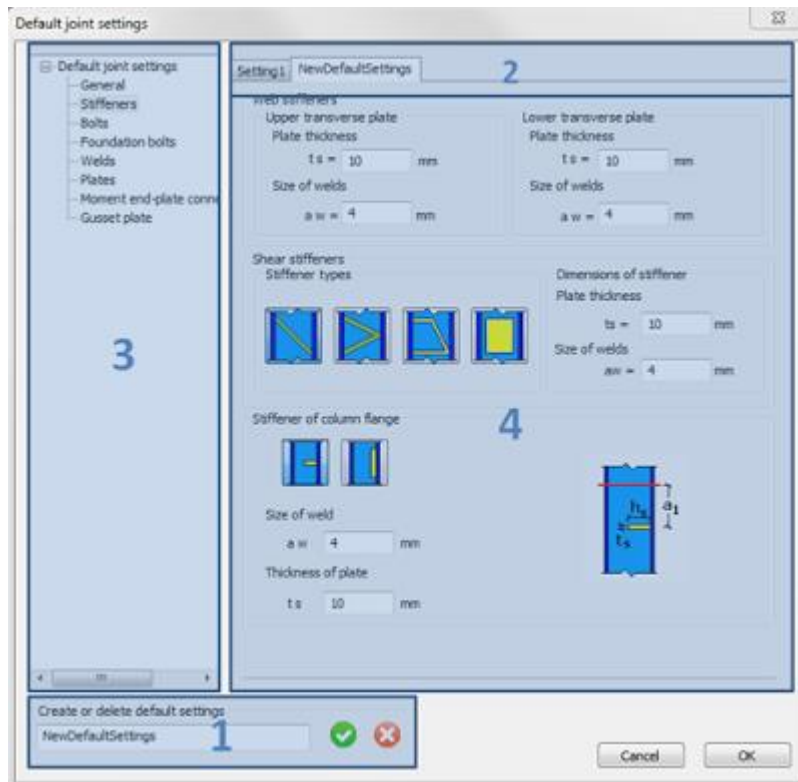 Default joint settings
Default joint settings
General
Stiffeners
Bolts
Foundation bolts
Welds
Plates
Moment end-plate conne
Gusset plate
3
Setting1 NewDefaultSettings
2
Web stiffeners
Upper transverse plate
Plate thickness
t s = 10 mm
Size of welds
a w = 4 mm
Lower transverse plate
Plate thickness
t s = 10 mm
Size of welds
a w = 4 mm
Shear stiffeners
Stiffener types
Dimensions of stiffener
Plate thickness
ts = 10 mm
Size of welds
aw = 4 mm
4
Stiffener of column flange
Size of weld
a w 4 mm
Thickness of plate
t s 10 mm
hs
a1
ts
Create or delete default settings
NewDefaultSettings
1
Cancel OK